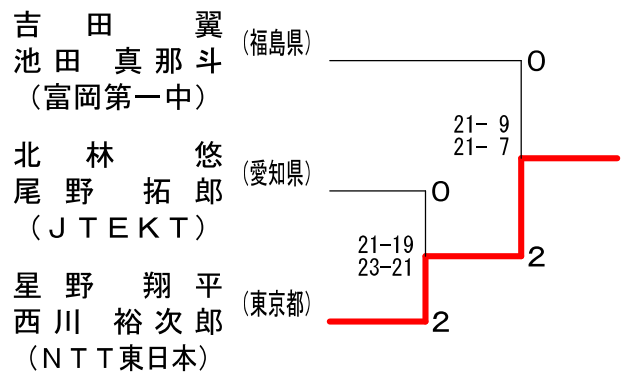 吉田 翼
池田 真那斗
(富岡第一中)
(福島県)
0
21- 9
21- 7
北林 悠
尾野 拓郎
(JTEKT)
(愛知県)
0
21-19
23-21
2
星野 翔平
西川 裕次郎
(NTT東日本)
(東京都)
2